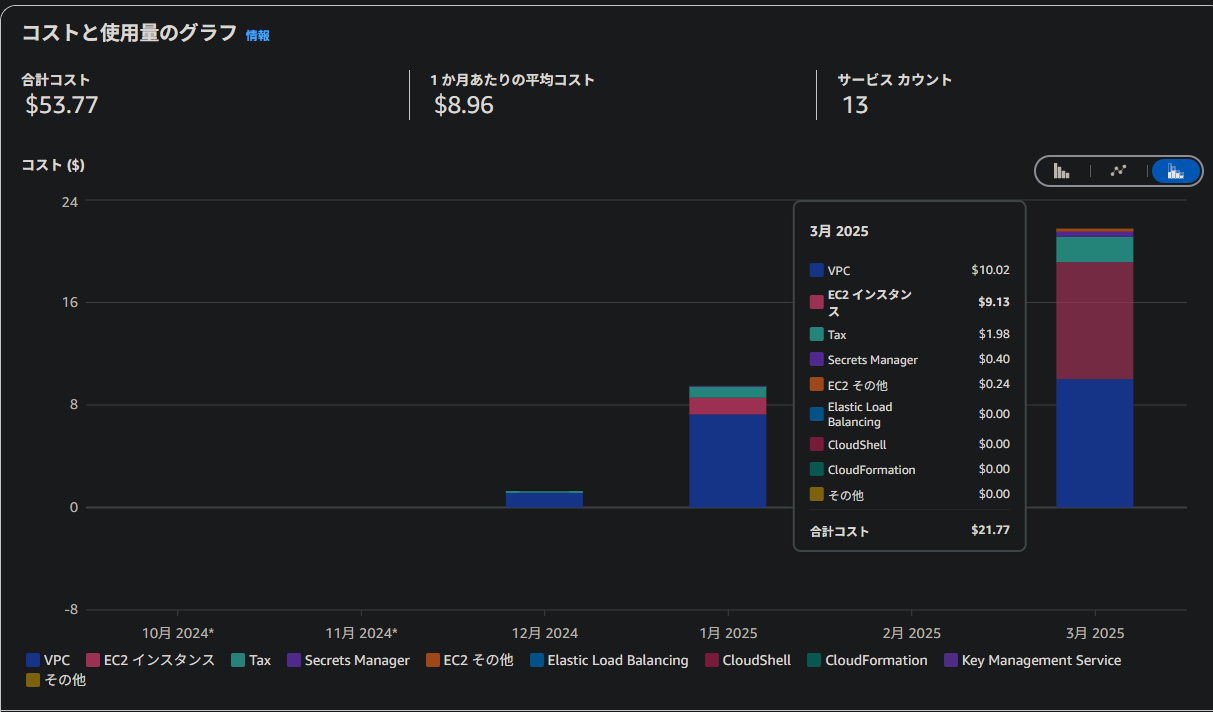 コストと使用量のグラフ 情報
合計コスト
$53.77
1 か月あたりの平均コスト
$8.96
サービス カウント
13
コスト ($)
24
16
8
0
-8
3月 2025
VPC $10.02
EC2 インスタン
ス $9.13
Tax $1.98
Secrets Manager $0.40
EC2 その他 $0.24
Elastic Load
Balancing $0.00
CloudShell $0.00
CloudFormation $0.00
その他 $0.00
合計コスト $21.77
10月 2024* 11月 2024* 12月 2024 1月 2025 2月 2025 3月 2025
VPC EC2 インスタンス Tax Secrets Manager EC2 その他 Elastic Load Balancing CloudShell CloudFormation Key Management Service
その他